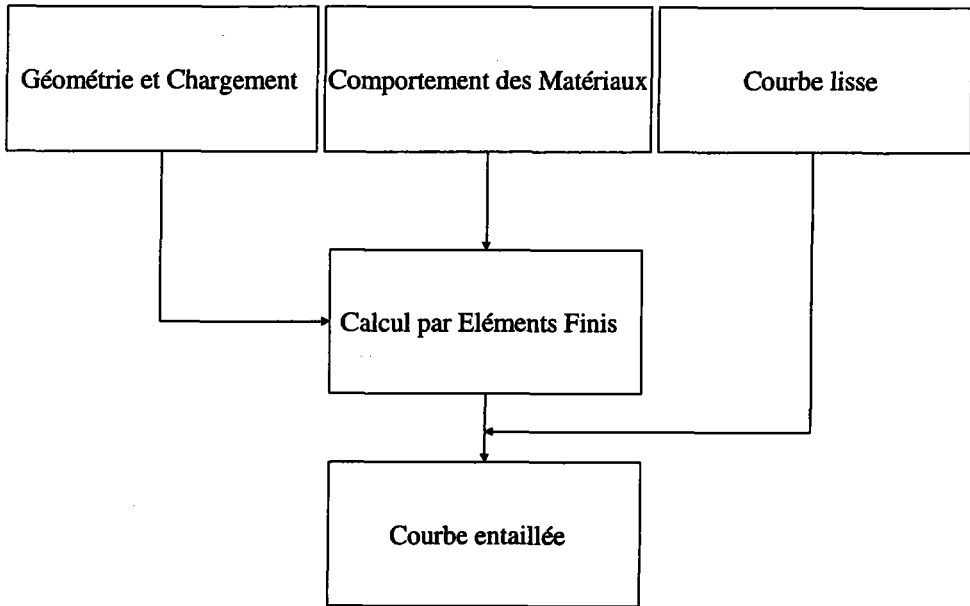 Géométrie et Chargement
Comportement des Matériaux
Courbe lisse
Calcul par Eléments Finis
Courbe entaillée